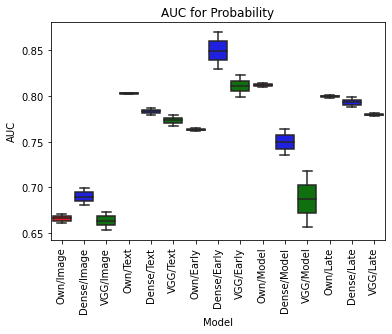 AUC for Probability
AUC
0.85
0.80
0.75
0.70
0.65
Own/Image
Dense/Image
VGG/Image
Own/Text
Dense/Text
VGG/Text
Own/Early
Dense/Early
VGG/Early
Own/Model
Dense/Model
VGG/Model
Own/Late
Dense/Late
VGG/Late
Model